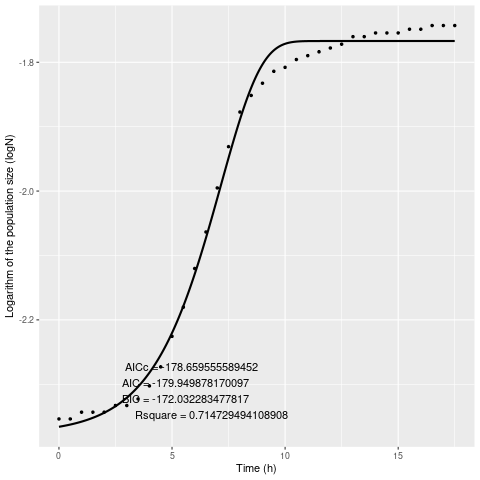 -1.8
-2.0
-2.2
Logarithm of the population size (logN)
AICc = -178.659555589452
AIC = -179.949878170097
BIC = -172.032283477817
Rsquare = 0.714729494108908
0 5 10 15
Time (h)